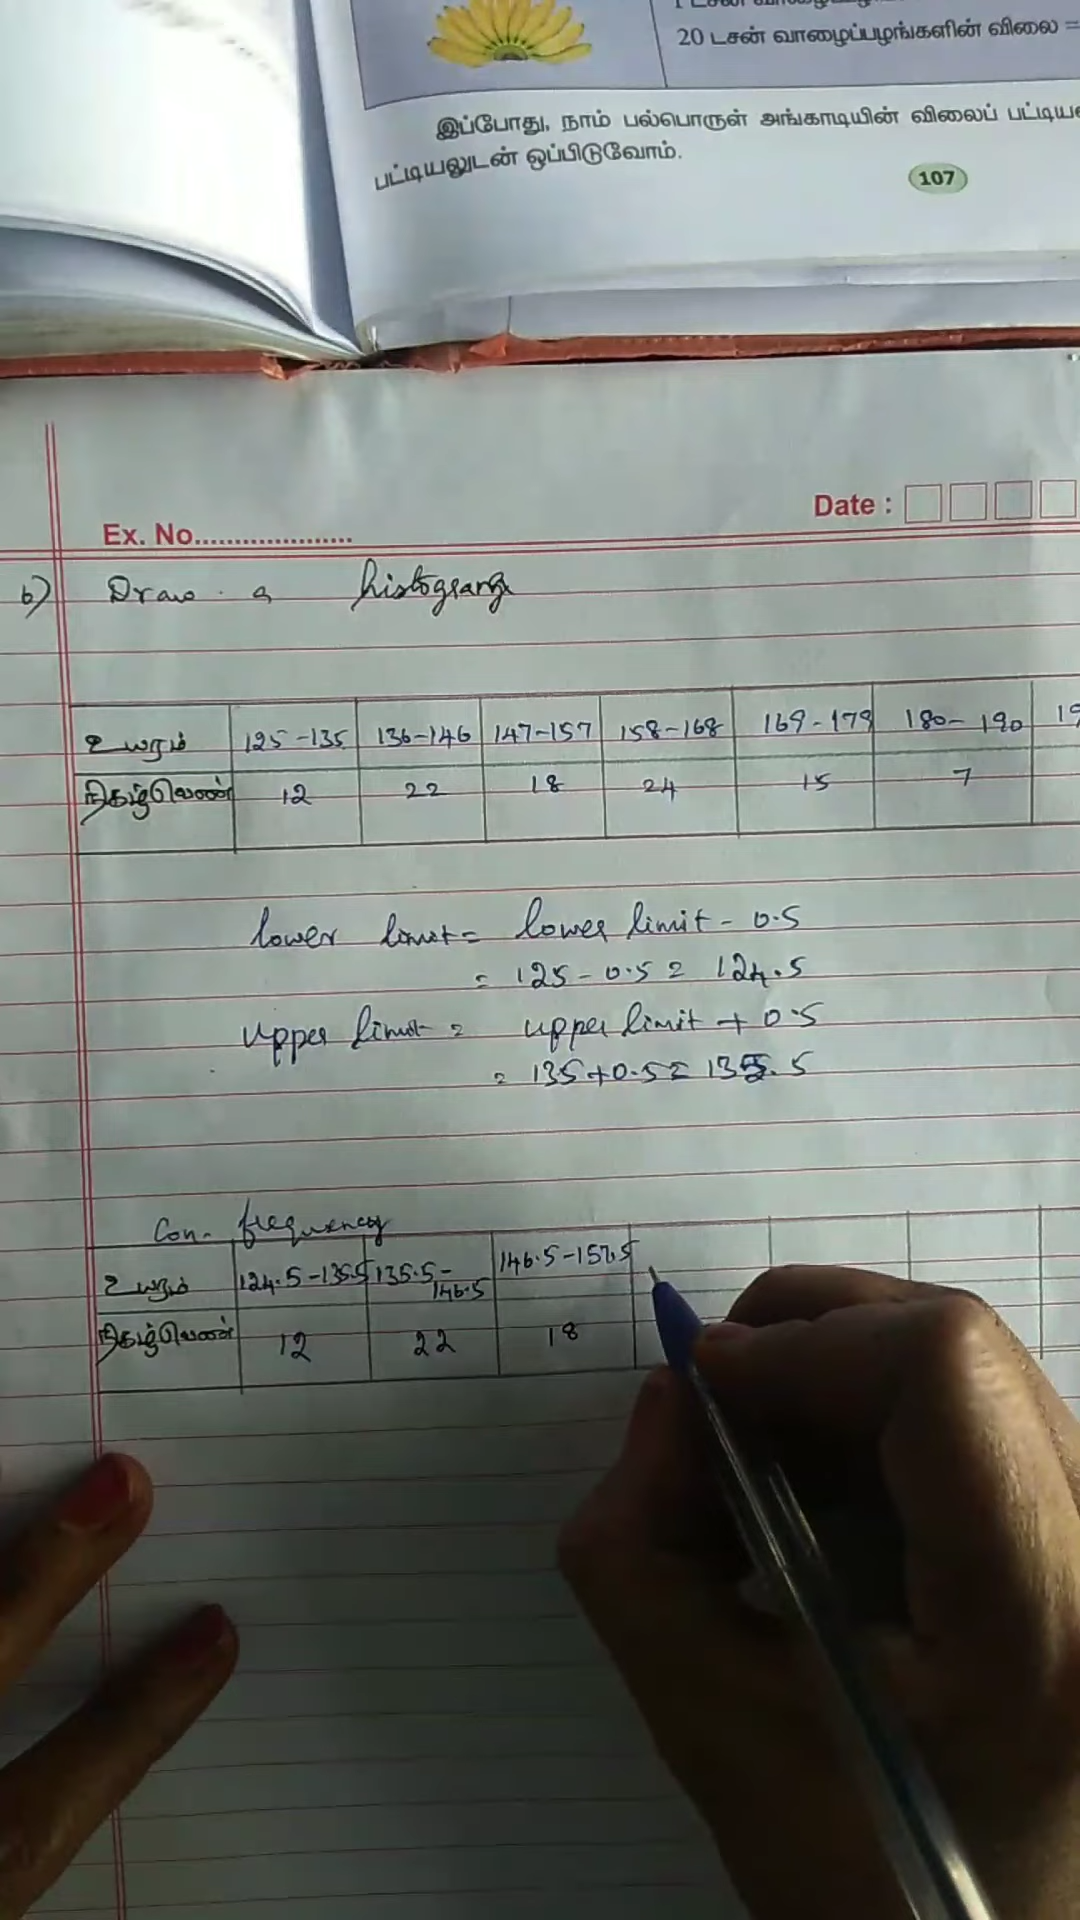 20 டசன் வாழைப்பழங்களின் விலை =
இப்போது, நாம் பல்பொருள் அங்காடியின் விலைப்
பட்டியலுடன் ஒப்பிடுவோம்.
107
Date :
Ex. No....................
b) Draw a histogram
உயரம் 125-135 136-146 147-157 158-168 169-179 180-190 19
நிகழ்வெண் 12 22 18 24 15 7
lower limit = lower limit - 0.5
= 125 - 0.5 = 124.5
upper limit = upper limit + 0.5
= 135 + 0.5 = 135.5
Con. frequency
உயரம் 124.5-135.5 135.5-146.5 146.5-157.5
நிகழ்வெண் 12 22 18